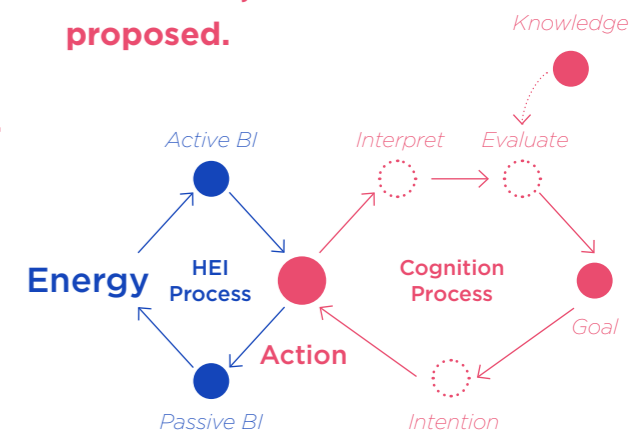 proposed.
Knowledge
Active BI
Interpret
Evaluate
Energy
HEI
Process
Cognition
Process
Goal
Action
Passive BI
Intention